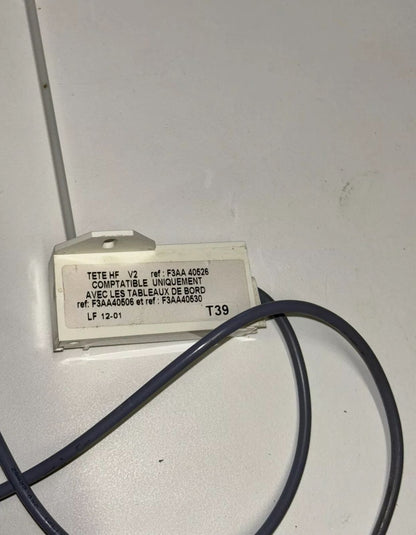 TETE HF V2 ref : F3AA 40526
COMPTATIBLE UNIQUEMENT
AVEC LES TABLEAUX DE BORD
ref: F3AA40506 et ref : F3AA40530
LF 12-01 T39